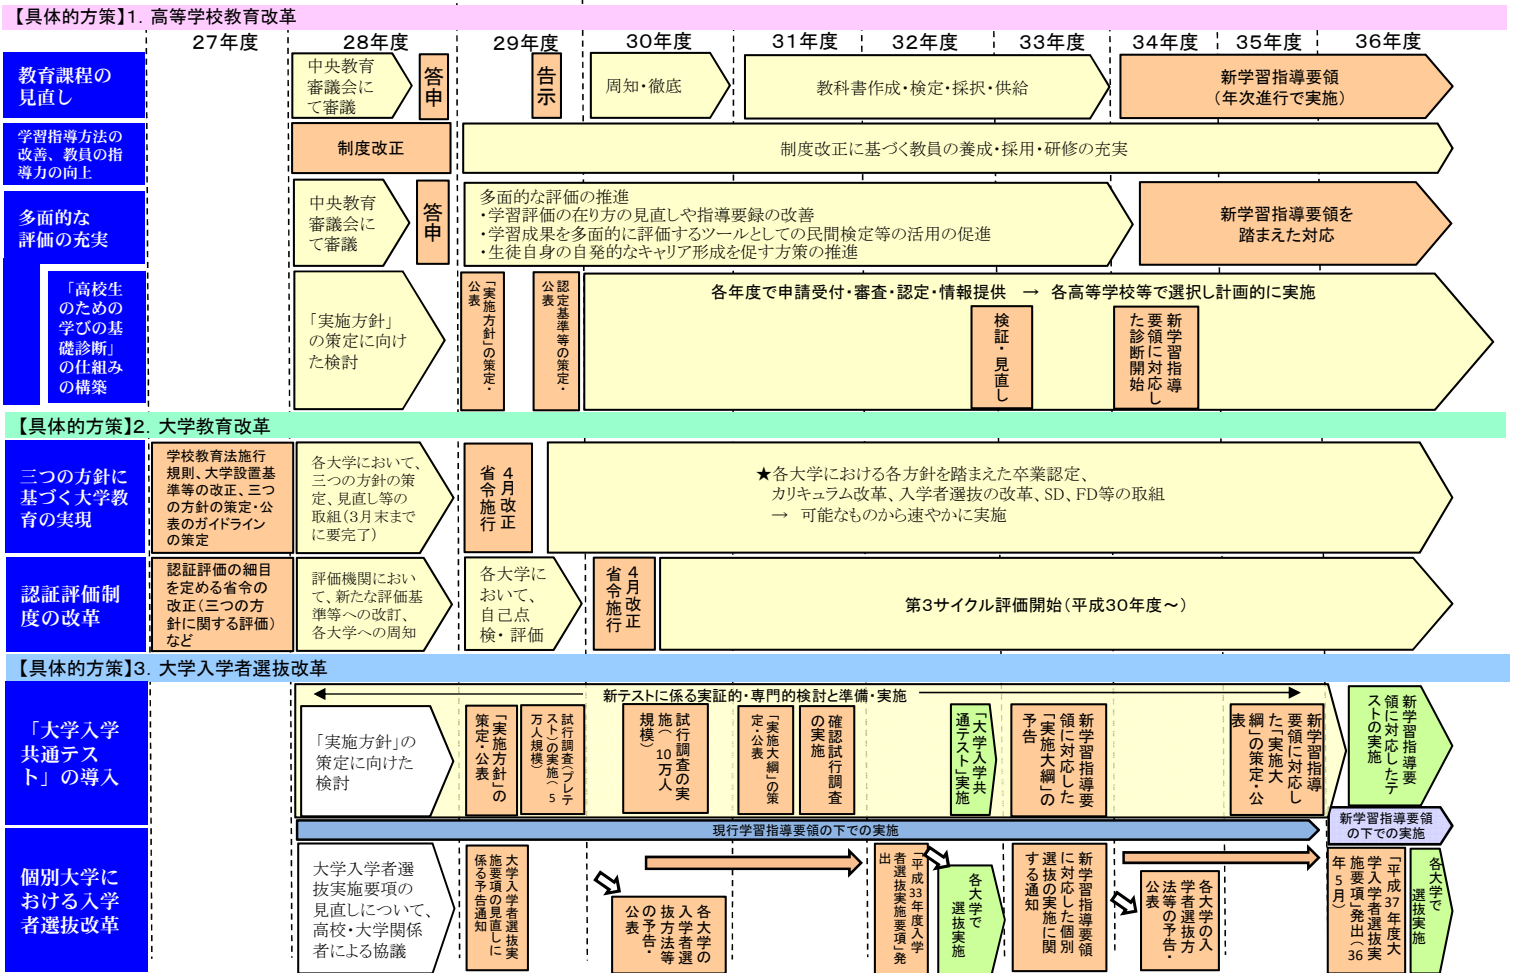 【具体的方策】1．高等学校教育改革
27年度
28年度
29年度
30年度
31年度
32年度
33年度
34年度
35年度
36年度
教育課程の
見直し
中央教育
審議会に
て審議
答申
告示
周知・徹底
教科書作成・検定・採択・供給
新学習指導要領
（年次進行で実施）
学習指導方法の
改善、教員の指
導力の向上
制度改正
制度改正に基づく教員の養成・採用・研修の充実
多面的な
評価の充実
中央教育
審議会に
て審議
答申
多面的な評価の推進
・学習評価の在り方の見直しや指導要録の改善
・学習成果を多面的に評価するツールとしての民間検定等の活用の促進
・生徒自身の自発的なキャリア形成を促す方策の推進
新学習指導要領を
踏まえた対応
「高校生
のための
学びの基
礎診断」
の仕組み
の構築
「実施方針」
の策定に向け
た検討
「実施方針」の策定・
公表
認定基準等の策定・
公表
各年度で申請受付・審査・認定・情報提供　→　各高等学校等で選択し計画的に実施
検証・見直し
新学習指導
要領に対応し
た診断開始
【具体的方策】2．大学教育改革
三つの方針に
基づく大学教
育の実現
学校教育法施行
規則、大学設置基
準等の改正、三つ
の方針の策定・公
表のガイドライン
の策定
各大学において、
三つの方針の策
定、見直し等の
取組（3月末まで
に要完了）
4月改正
省令施行
★各大学における各方針を踏まえた卒業認定、
カリキュラム改革、入学者選抜の改革、SD、FD等の取組
→　可能なものから速やかに実施
認証評価制
度の改革
認証評価の細目
を定める省令の
改正（三つの方
針に関する評価）
など
評価機関におい
て、新たな評価基
準等への改訂、
各大学への周知
各大学に
おいて、
自己点
検・評価
4月改正
省令施行
第3サイクル評価開始（平成30年度～）
【具体的方策】3．大学入学者選抜改革
「大学入学
共通テス
ト」の導入
新テストに係る実証的・専門的検討と準備・実施
「実施方針」の
策定に向けた
検討
「実施方針」の
策定・公表
試行調査（プレテ
スト）の実施（5
万人規模）
試行調査の実
施（10万人
規模）
「実施大綱」の策
定・公表
確認試行調査
の実施
「大学入学共
通テスト」実施
新学習指導要
領に対応した
「実施大綱」の
予告
新学習指導
要領に対応し
た「実施大
綱」の策定・公
表
新学習指導要
領に対応したテ
ストの実施
現行学習指導要領の下での実施
新学習指導要領
の下での実施
個別大学に
おける入学
者選抜改革
大学入学者選
抜実施要項の
見直しについて、
高校・大学関係
者による協議
大学入学者選抜実
施要項の見直しに
係る予告通知
各大学の
入学者選
抜方法等
の予告・
公表
「平成33年度入学
者選抜実施要項」発
出
各大学で
選抜実施
新学習指導要領
に対応した個別
選抜の実施に関
する通知
各大学の入
学者選抜方
法等の予告・
公表
「平成37年度大
学入学者選抜実
施要項」発出（36
年5月）
各大学で
選抜実施